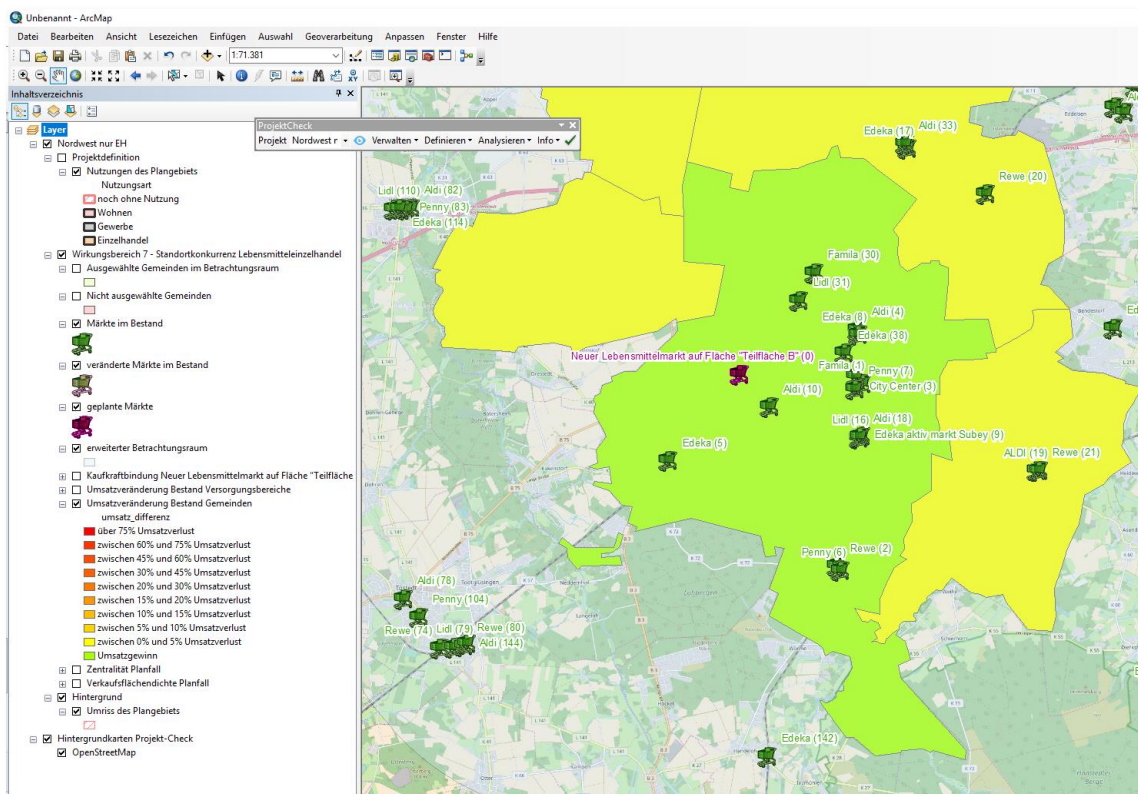 Unbenannt - ArcMap
Datei Bearbeiten Ansicht Lesezeichen Einfügen Auswahl Geoverarbeitung Anpassen Fenster Hilfe
1:71.381
Inhaltsverzeichnis
Layer
Nordwest nur EH
Projektdefinition
Nutzungen des Plangebiets
Nutzungsart
noch ohne Nutzung
Wohnen
Gewerbe
Einzelhandel
Wirkungsbereich 7 - Standortkonkurrenz Lebensmitteleinzelhandel
Ausgewählte Gemeinden im Betrachtungsraum
Nicht ausgewählte Gemeinden
Märkte im Bestand
veränderte Märkte im Bestand
geplante Märkte
erweiterter Betrachtungsraum
Kaufkraftbindung Neuer Lebensmittelmarkt auf Fläche "Teilfläche
Umsatzveränderung Bestand Versorgungsbereiche
Umsatzveränderung Bestand Gemeinden
umsatz_differenz
über 75% Umsatzverlust
zwischen 60% und 75% Umsatzverlust
zwischen 45% und 60% Umsatzverlust
zwischen 30% und 45% Umsatzverlust
zwischen 20% und 30% Umsatzverlust
zwischen 15% und 20% Umsatzverlust
zwischen 10% und 15% Umsatzverlust
zwischen 5% und 10% Umsatzverlust
zwischen 0% und 5% Umsatzverlust
Umsatzgewinn
Zentralität Planfall
Verkaufsflächendichte Planfall
Hintergrund
Umriss des Plangebiets
Hintergrundkarten Projekt-Check
OpenStreetMap
ProjektCheck
Projekt Nordwest r Verwalten Definieren Analysieren Info
Edeka (17) Aldi (33)
Rewe (20)
Lidl (110) Aldi (82)
Penny (83)
Edeka (114)
Famila (30)
Lidl (31)
Aldi (4)
Edeka (8)
Edeka (38)
Neuer Lebensmittelmarkt auf Fläche "Teilfläche B" (0)
Famila (1)
Penny (7)
City Center (3)
Aldi (10)
Lidl (16) Aldi (18)
Edeka aktiv markt Subey (9)
Edeka (5)
ALDI (19) Rewe (21)
Penny (6) Rewe (2)
Aldi (78)
Penny (104)
Rewe (74) Lidl (79) Rewe (80)
Aldi (144)
Edeka (142)